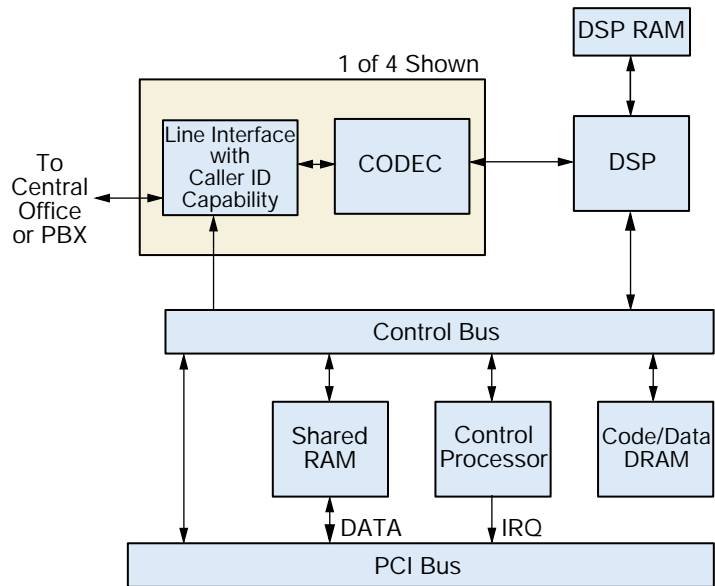 DSP RAM
1 of 4 Shown
Line Interface
with
Caller ID
Capability
CODEC
DSP
To
Central
Office
or PBX
Control Bus
Shared
RAM
Control
Processor
Code/Data
DRAM
DATA
IRQ
PCI Bus